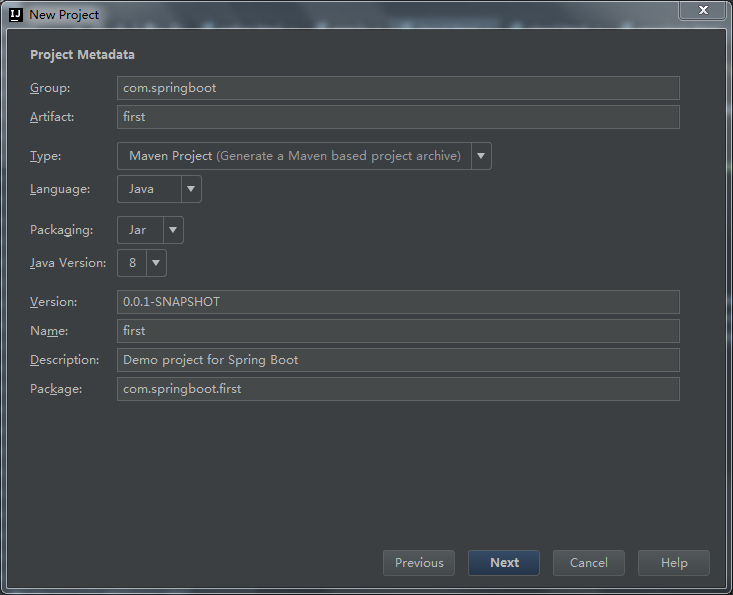 IJ New Project
Project Metadata
Group: com.springboot
Artifact: first
Type: Maven Project (Generate a Maven based project archive)
Language: Java
Packaging: Jar
Java Version: 8
Version: 0.0.1-SNAPSHOT
Name: first
Description: Demo project for Spring Boot
Package: com.springboot.first
Previous Next Cancel Help